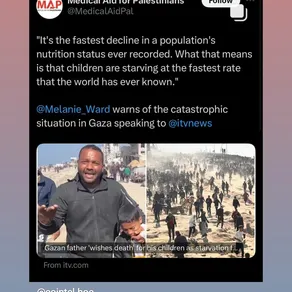 MAP
Medical Aid for Palestinians
@MedicalAidPal
Follow
"It's the fastest decline in a population's
nutrition status ever recorded. What that means
is that children are starving at the fastest rate
that the world has ever known."
@Melanie_Ward warns of the catastrophic
situation in Gaza speaking to @itvnews
Gazan father 'wishes death' for his children as starvation f...
From itv.com